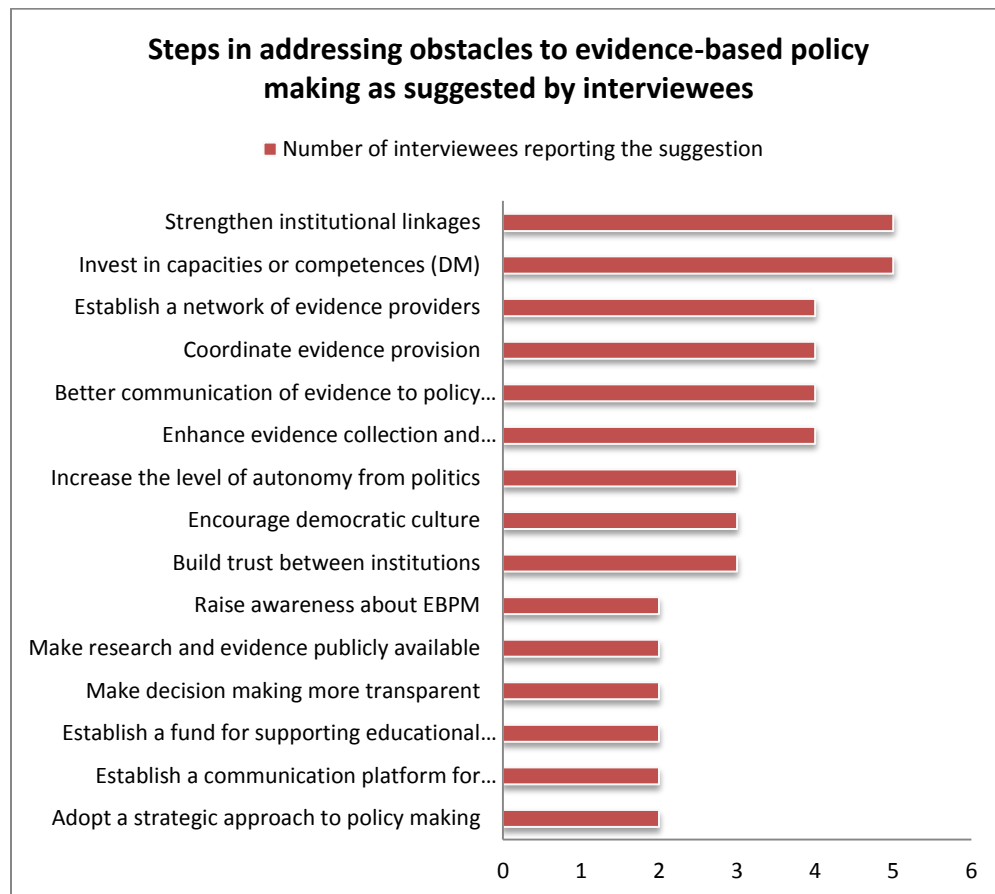 Steps in addressing obstacles to evidence-based policy
making as suggested by interviewees
Number of interviewees reporting the suggestion
Strengthen institutional linkages
Invest in capacities or competences (DM)
Establish a network of evidence providers
Coordinate evidence provision
Better communication of evidence to policy…
Enhance evidence collection and…
Increase the level of autonomy from politics
Encourage democratic culture
Build trust between institutions
Raise awareness about EBPM
Make research and evidence publicly available
Make decision making more transparent
Establish a fund for supporting educational…
Establish a communication platform for…
Adopt a strategic approach to policy making
0 1 2 3 4 5 6